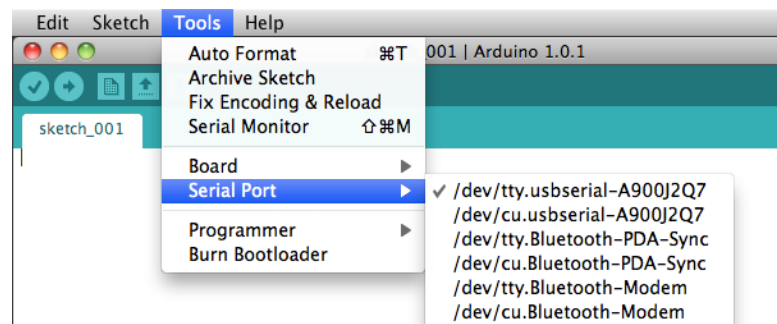 Edit Sketch Tools Help
001 | Arduino 1.0.1
sketch_001
Auto Format ⌘T
Archive Sketch
Fix Encoding & Reload
Serial Monitor ⇧⌘M
Board
Serial Port
Programmer
Burn Bootloader
/dev/tty.usbserial-A900J2Q7
/dev/cu.usbserial-A900J2Q7
/dev/tty.Bluetooth-PDA-Sync
/dev/cu.Bluetooth-PDA-Sync
/dev/tty.Bluetooth-Modem
/dev/cu.Bluetooth-Modem